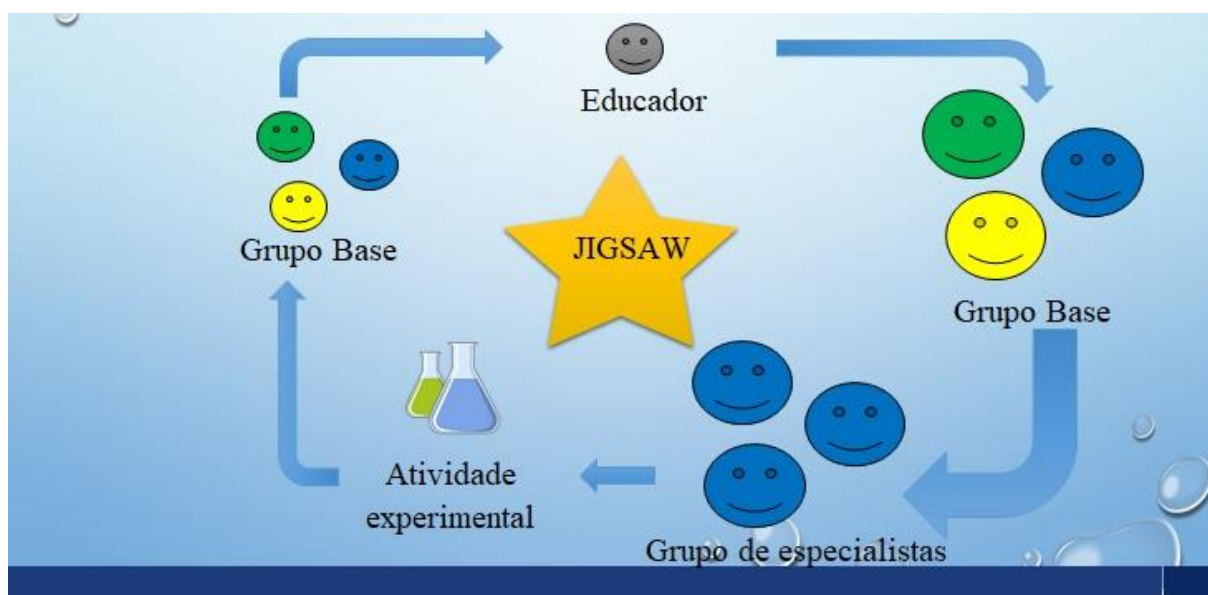 Educador
Grupo Base
JIGSAW
Grupo Base
Atividade
experimental
Grupo de especialistas